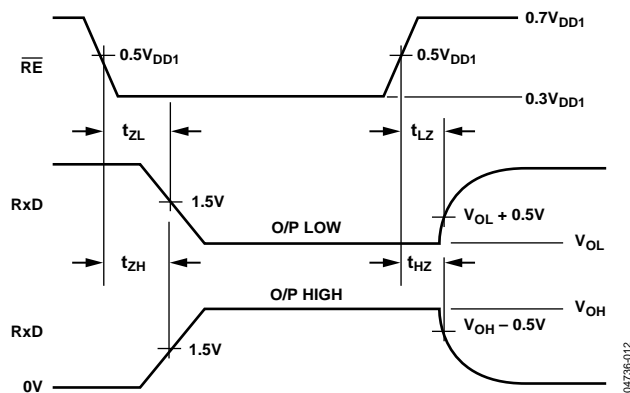 0.7VDD1
RE 0.5VDD1 0.5VDD1
0.3VDD1
tZL tLZ
RxD 1.5V VOL + 0.5V
O/P LOW VOL
tZH tHZ
O/P HIGH VOH
RxD 1.5V VOH – 0.5V
0V
04736-012